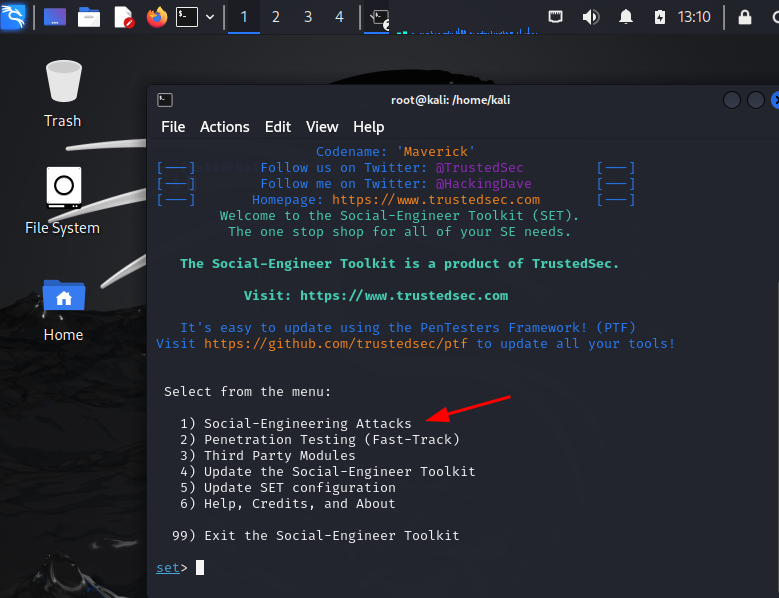 1 2 3 4 13:10
Trash
File System
Home
root@kali: /home/kali
File Actions Edit View Help
Codename: 'Maverick'
[---] Follow us on Twitter: @TrustedSec [---]
[---] Follow me on Twitter: @HackingDave [---]
[---] Homepage: https://www.trustedsec.com [---]
Welcome to the Social-Engineer Toolkit (SET).
The one stop shop for all of your SE needs.
The Social-Engineer Toolkit is a product of TrustedSec.
Visit: https://www.trustedsec.com
It's easy to update using the PenTesters Framework! (PTF)
Visit https://github.com/trustedsec/ptf to update all your tools!
Select from the menu:
1) Social-Engineering Attacks
2) Penetration Testing (Fast-Track)
3) Third Party Modules
4) Update the Social-Engineer Toolkit
5) Update SET configuration
6) Help, Credits, and About
99) Exit the Social-Engineer Toolkit
set>